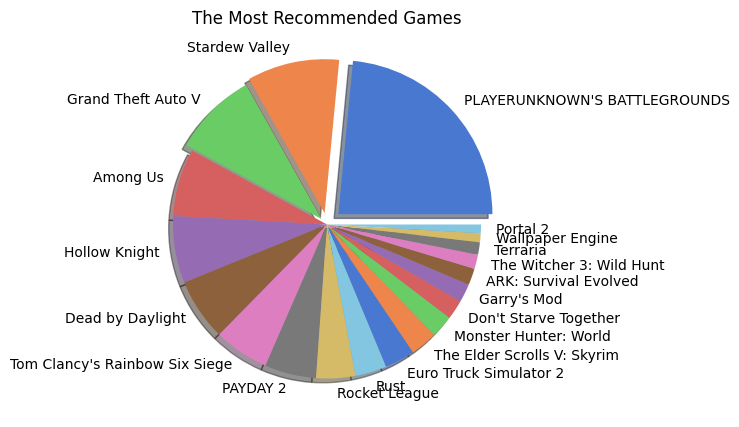 The Most Recommended Games
Stardew Valley
PLAYERUNKNOWN'S BATTLEGROUNDS
Grand Theft Auto V
Among Us
Hollow Knight
Dead by Daylight
Tom Clancy's Rainbow Six Siege
PAYDAY 2
Rocket League
Rust
Euro Truck Simulator 2
The Elder Scrolls V: Skyrim
Monster Hunter: World
Don't Starve Together
Garry's Mod
ARK: Survival Evolved
The Witcher 3: Wild Hunt
Terraria
Wallpaper Engine
Portal 2